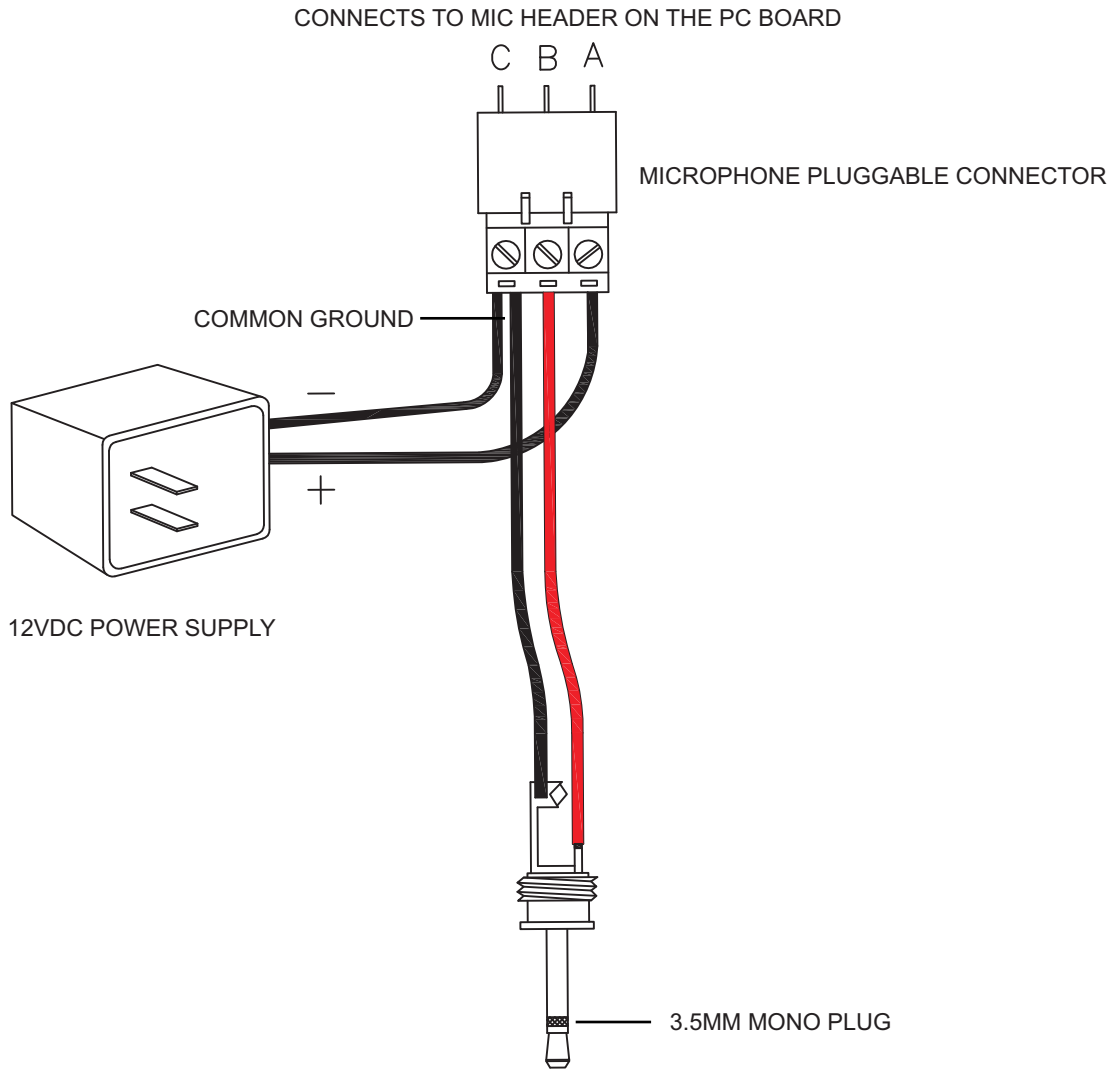 CONNECTS TO MIC HEADER ON THE PC BOARD
C B A
MICROPHONE PLUGGABLE CONNECTOR
COMMON GROUND
−
+
12VDC POWER SUPPLY
3.5MM MONO PLUG